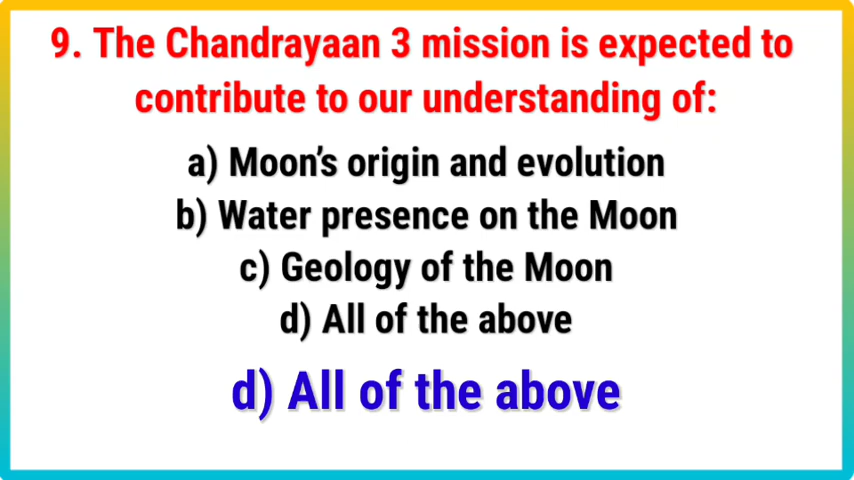 9. The Chandrayaan 3 mission is expected to
contribute to our understanding of:
a) Moon’s origin and evolution
b) Water presence on the Moon
c) Geology of the Moon
d) All of the above
d) All of the above